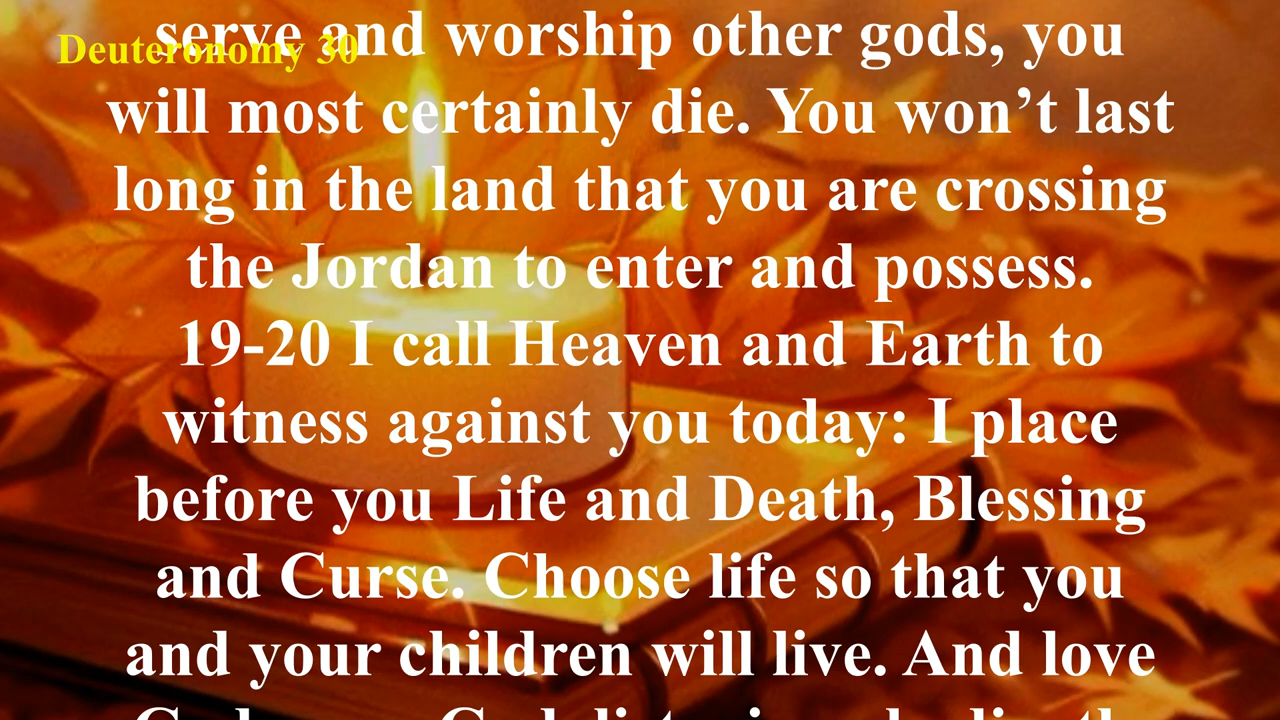 Deuteronomy 30
serve and worship other gods, you
will most certainly die. You won’t last
long in the land that you are crossing
the Jordan to enter and possess.
19-20 I call Heaven and Earth to
witness against you today: I place
before you Life and Death, Blessing
and Curse. Choose life so that you
and your children will live. And love